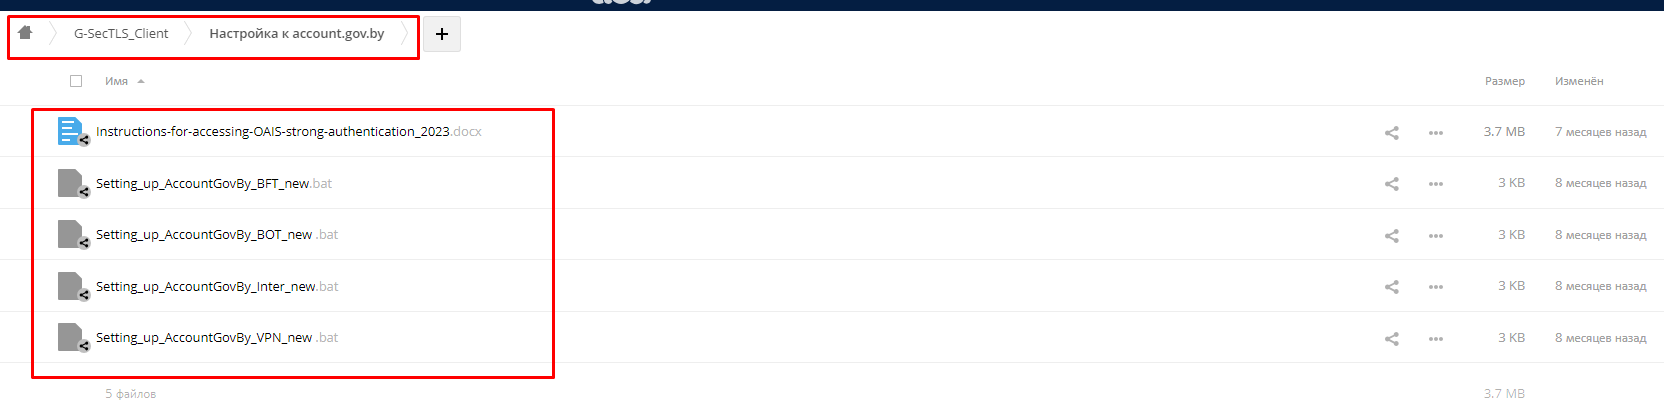 G-SecTLS_Client Настройка к account.gov.by +
Имя Размер Изменён
Instructions-for-accessing-OAIS-strong-authentication_2023.docx 3.7 MB 7 месяцев назад
Setting_up_AccountGovBy_BFT_new.bat 3 KB 8 месяцев назад
Setting_up_AccountGovBy_BOT_new .bat 3 KB 8 месяцев назад
Setting_up_AccountGovBy_Inter_new.bat 3 KB 8 месяцев назад
Setting_up_AccountGovBy_VPN_new .bat 3 KB 8 месяцев назад
5 файлов 3.7 MB